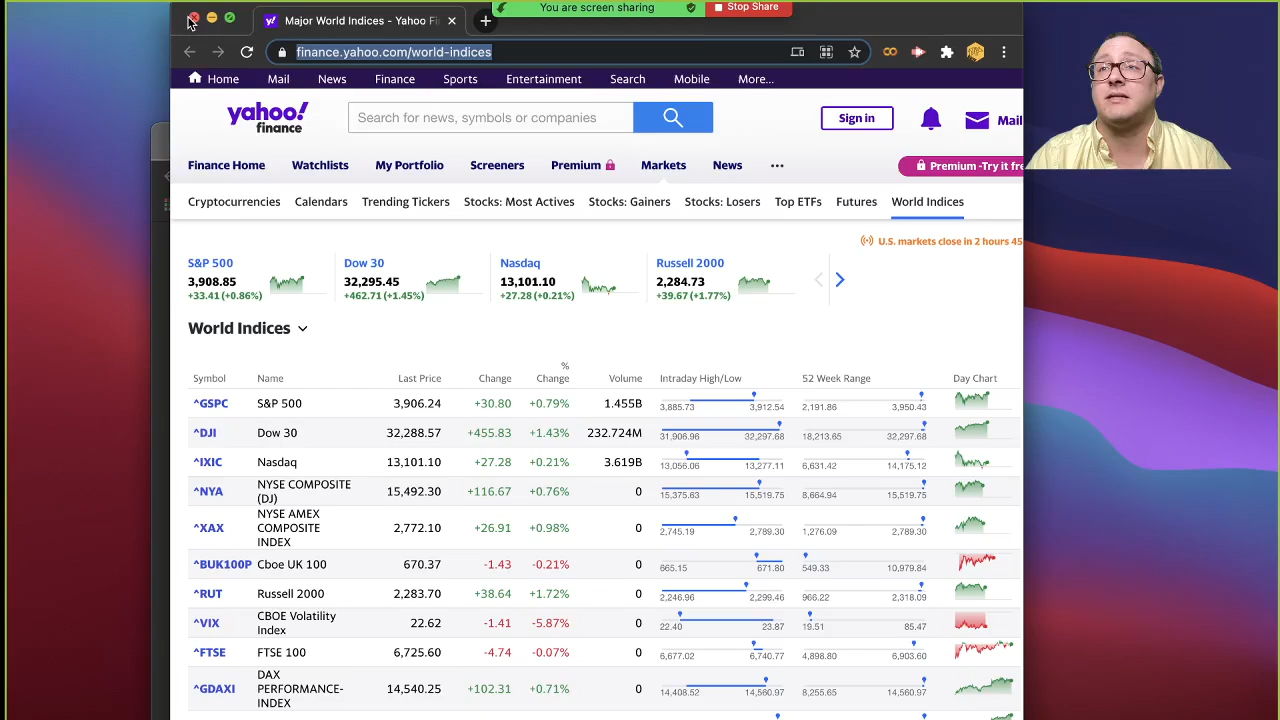 You are screen sharing
Stop Share
Major World Indices - Yahoo Fi
finance.yahoo.com/world-indices
Home Mail News Finance Sports Entertainment Search Mobile More...
yahoo!
finance
Search for news, symbols or companies
Sign in
Mail
Finance Home Watchlists My Portfolio Screeners Premium Markets News
Premium -Try it fre
Cryptocurrencies Calendars Trending Tickers Stocks: Most Actives Stocks: Gainers Stocks: Losers Top ETFs Futures World Indices
U.S. markets close in 2 hours 45
S&P 500 Dow 30 Nasdaq Russell 2000
3,908.85 32,295.45 13,101.10 2,284.73
+33.41 (+0.86%) +462.71 (+1.45%) +27.28 (+0.21%) +39.67 (+1.77%)
World Indices
Symbol Name Last Price Change % Change Volume Intraday High/Low 52 Week Range Day Chart
^GSPC S&P 500 3,906.24 +30.80 +0.79% 1.455B 3,885.73 3,912.54 2,191.86 3,950.43
^DJI Dow 30 32,288.57 +455.83 +1.43% 232.724M 31,906.96 32,297.68 18,213.65 32,297.68
^IXIC Nasdaq 13,101.10 +27.28 +0.21% 3.619B 13,056.06 13,277.11 6,631.42 14,175.12
^NYA NYSE COMPOSITE (DJ) 15,492.30 +116.67 +0.76% 0 15,375.63 15,519.75 8,664.94 15,519.75
^XAX NYSE AMEX COMPOSITE INDEX 2,772.10 +26.91 +0.98% 0 2,745.19 2,789.30 1,276.09 2,789.30
^BUK100P Cboe UK 100 670.37 -1.43 -0.21% 0 665.15 671.80 549.33 10,979.84
^RUT Russell 2000 2,283.70 +38.64 +1.72% 0 2,246.96 2,299.46 966.22 2,318.09
^VIX CBOE Volatility Index 22.62 -1.41 -5.87% 0 22.40 23.87 19.51 85.47
^FTSE FTSE 100 6,725.60 -4.74 -0.07% 0 6,677.02 6,740.77 4,898.80 6,903.60
^GDAXI DAX PERFORMANCE-INDEX 14,540.25 +102.31 +0.71% 0 14,408.52 14,560.97 8,255.65 14,560.97